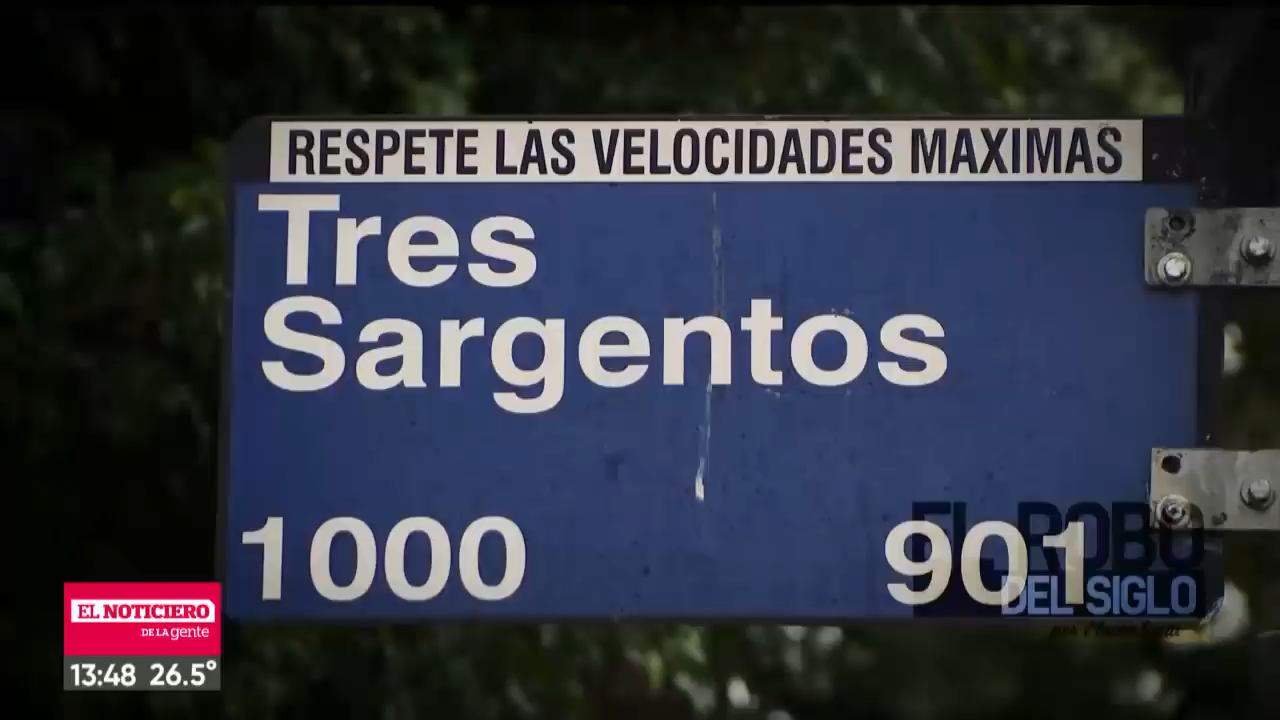 RESPETE LAS VELOCIDADES MAXIMAS
Tres
Sargentos
1000 901
EL ROBO
DEL SIGLO
EL NOTICIERO
DE LA gente
13:48 26.5°